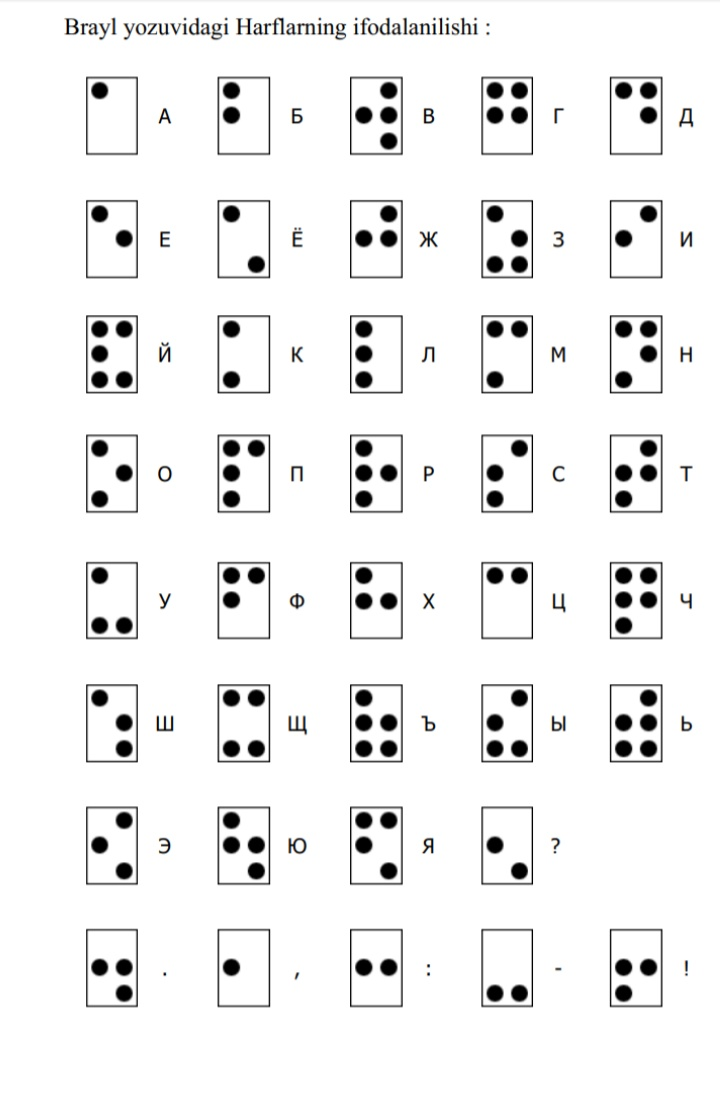 Brayl yozuvidagi Harflarning ifodalanilishi :
А Б В Г Д
Е Ё Ж З И
Й К Л М Н
О П Р С Т
У Ф Х Ц Ч
Ш Щ Ъ Ы Ь
Э Ю Я ?
. , : - !